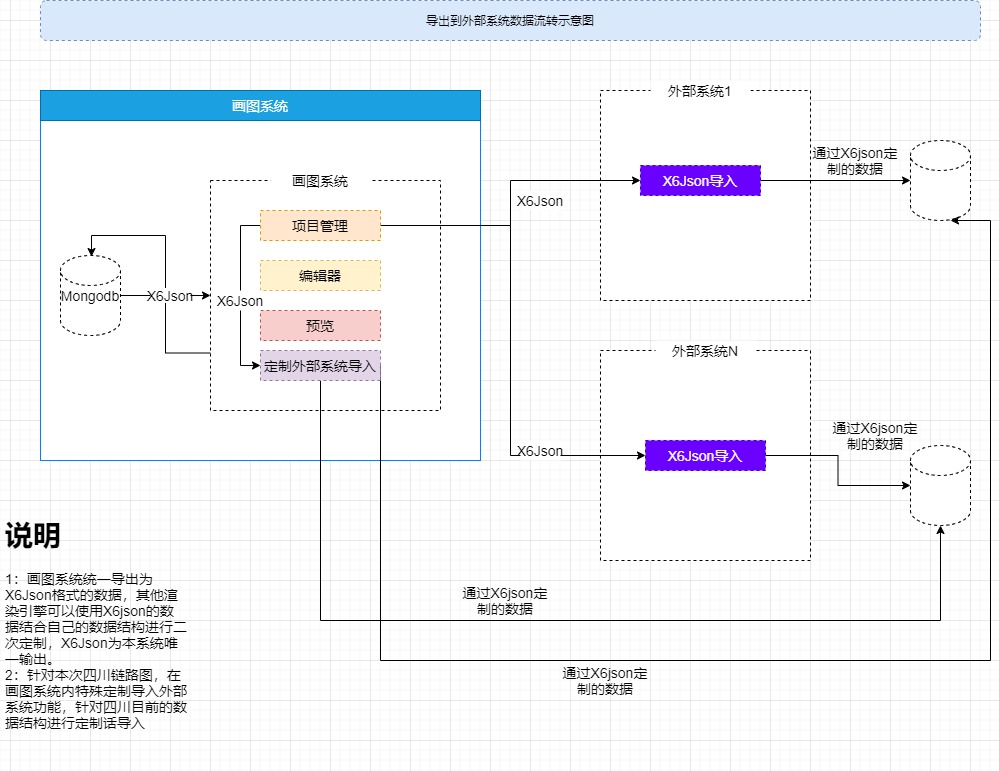 导出到外部系统数据流转示意图
画图系统
外部系统1
画图系统
项目管理
编辑器
预览
定制外部系统导入
Mongodb
X6Json
X6Json
X6Json
X6Json导入
通过X6json定
制的数据
外部系统N
X6Json
X6Json导入
通过X6json定
制的数据
说明
1：画图系统统一导出为
X6Json格式的数据，其他渲
染引擎可以使用X6json的数
据结合自己的数据结构进行二
次定制，X6Json为本系统唯
一输出。
2：针对本次四川链路图，在
画图系统内特殊定制导入外部
系统功能，针对四川目前的数
据结构进行定制话导入
通过X6json定
制的数据
通过X6json定
制的数据